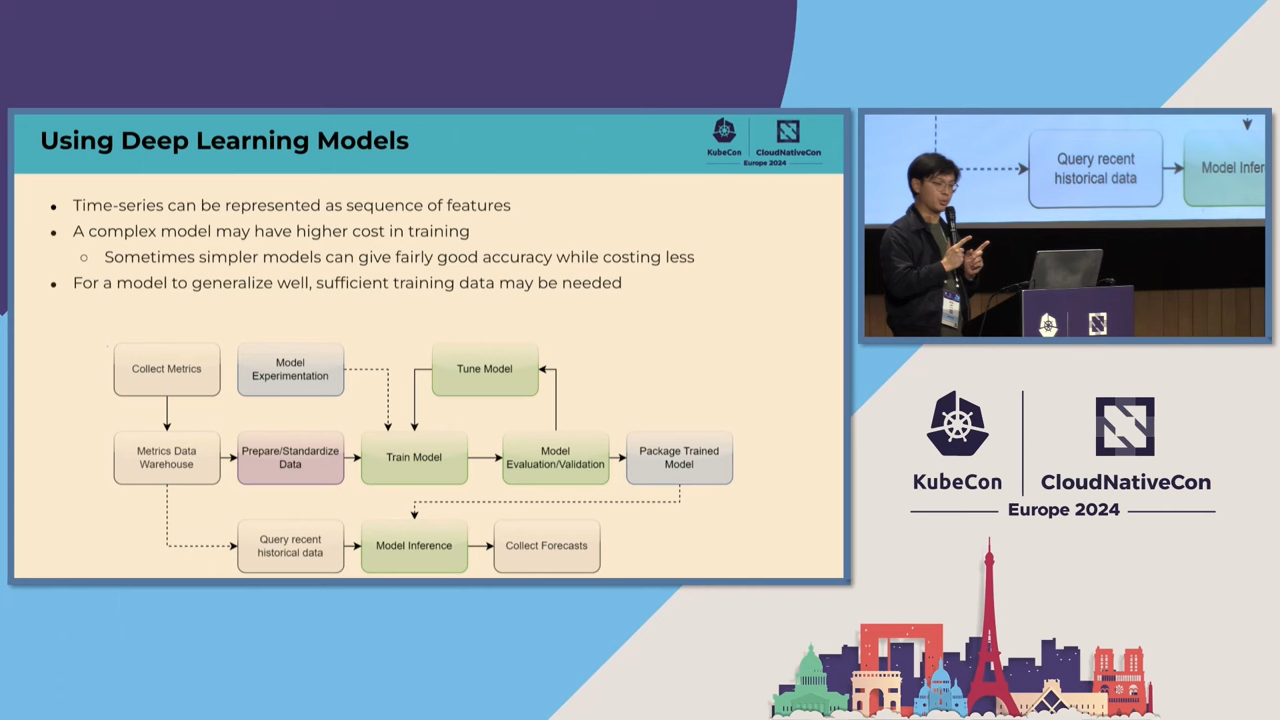 Using Deep Learning Models
KubeCon
CloudNativeCon
Europe 2024
Time-series can be represented as sequence of features
A complex model may have higher cost in training
Sometimes simpler models can give fairly good accuracy while costing less
For a model to generalize well, sufficient training data may be needed
Collect Metrics
Model
Experimentation
Tune Model
Metrics Data
Warehouse
Prepare/Standardize
Data
Train Model
Model
Evaluation/Validation
Package Trained
Model
Query recent
historical data
Model Inference
Collect Forecasts
Query recent
historical data
Model Infer
KubeCon
CloudNativeCon
Europe 2024